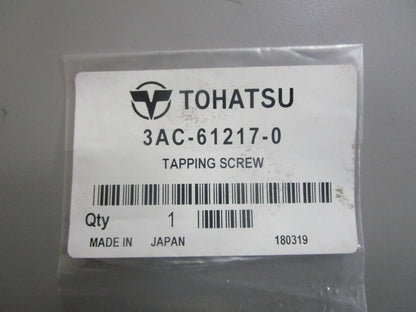 TOHATSU
3AC-61217-0
TAPPING SCREW
Qty 1
MADE IN JAPAN 180319